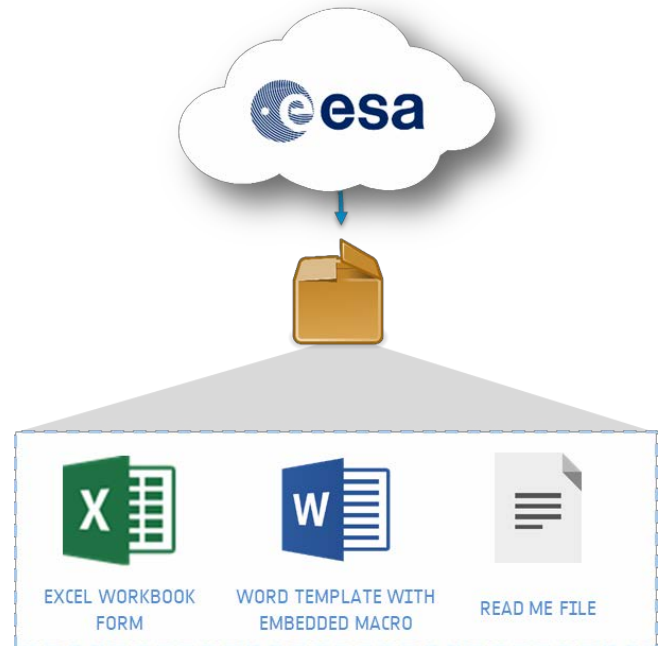 esa
X
W
EXCEL WORKBOOK
FORM
WORD TEMPLATE WITH
EMBEDDED MACRO
READ ME FILE